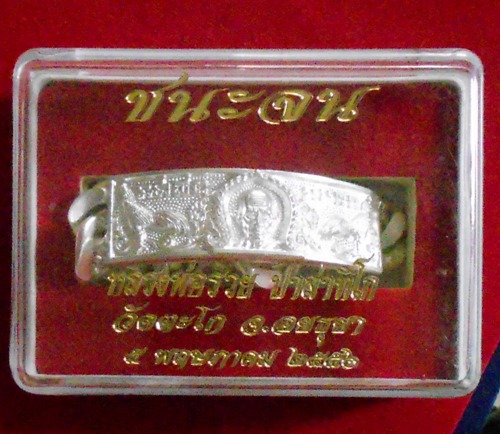 ชนะจน
หลวงพ่อรวย ปาสาทิโก
วัดตะโก จ.อยุธยา
๕ พฤษภาคม ๒๕๕๖